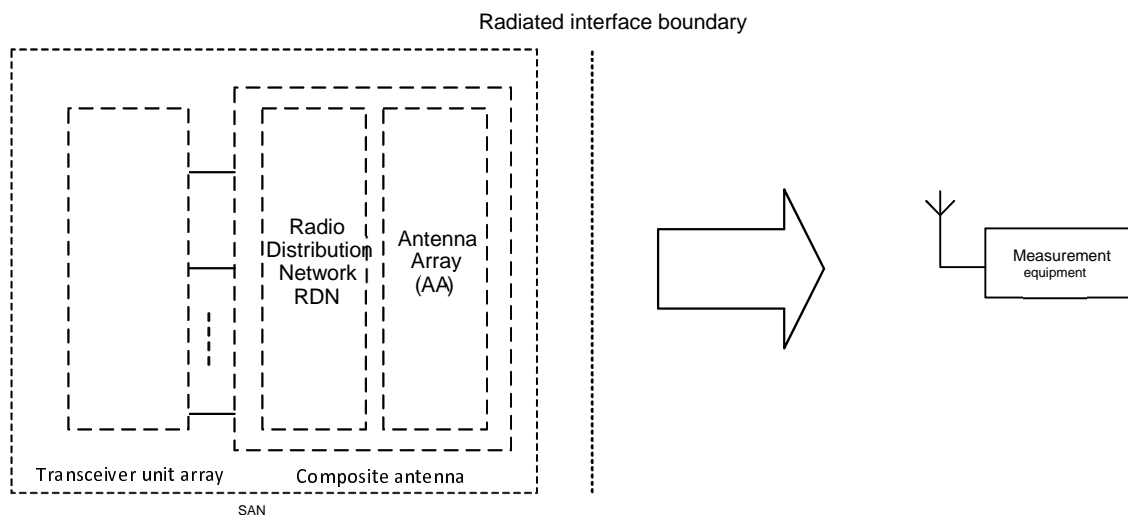 Radiated interface boundary
Radio
Distribution
Network
RDN
Antenna
Array
(AA)
Measurement
equipment
Transceiver unit array
Composite antenna
SAN